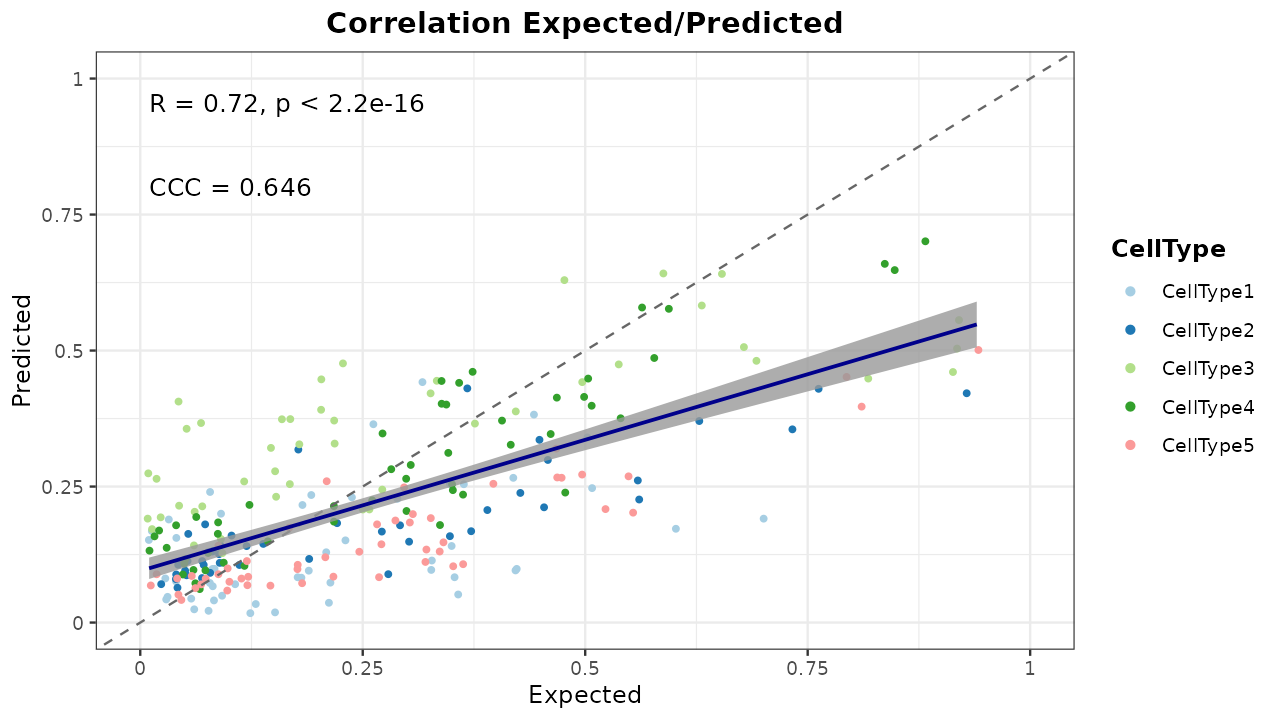 Correlation Expected/Predicted
R = 0.72, p < 2.2e-16
CCC = 0.646
Predicted
1
0.75
0.5
0.25
0
0
0.25
0.5
0.75
1
Expected
CellType
CellType1
CellType2
CellType3
CellType4
CellType5